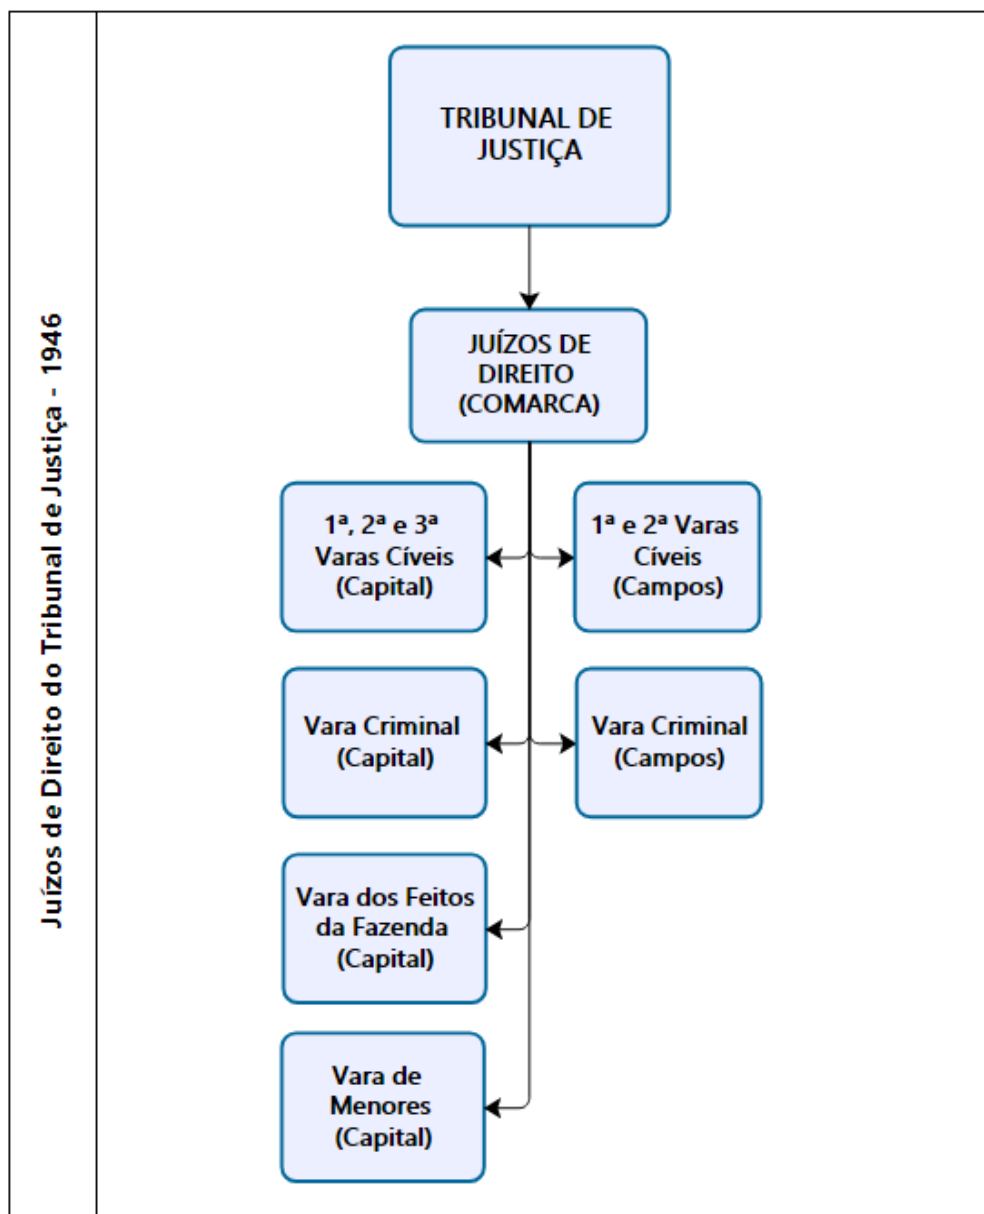 Juízos de Direito do Tribunal de Justiça - 1946
TRIBUNAL DE
JUSTIÇA
JUÍZOS DE
DIREITO
(COMARCA)
1ª, 2ª e 3ª
Varas Cíveis
(Capital)
1ª e 2ª Varas
Cíveis
(Campos)
Vara Criminal
(Capital)
Vara Criminal
(Campos)
Vara dos Feitos
da Fazenda
(Capital)
Vara de
Menores
(Capital)